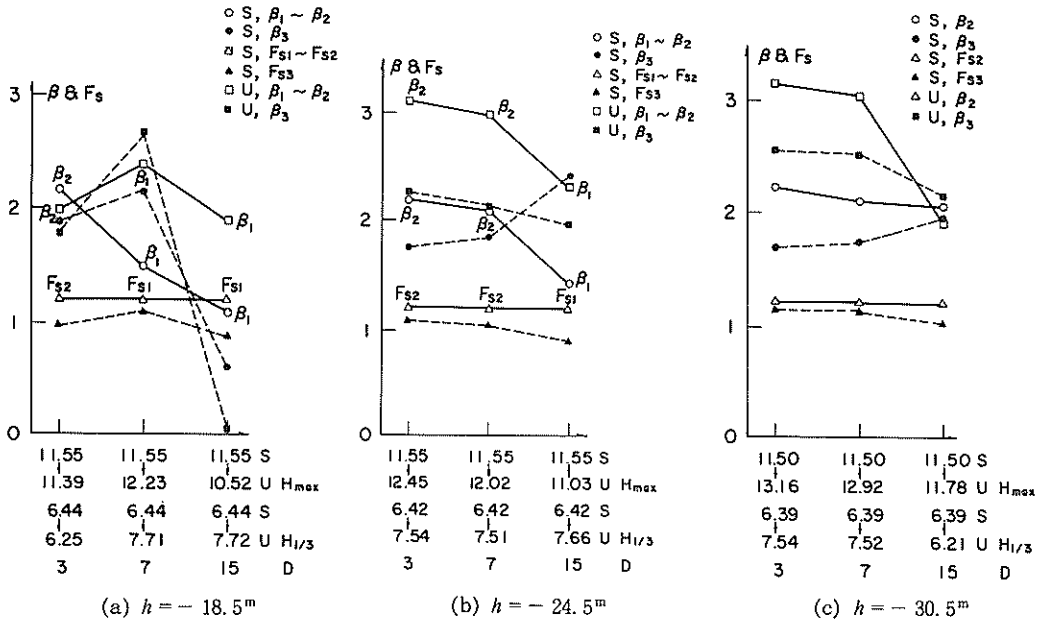 S, β₁ ~ β₂
S, β₃
S, Fs₁ ~ Fs₂
S, Fs₃
U, β₁ ~ β₂
U, β₃
β & Fs
3
2
1
0
β₂
β₂
β₁
β₁
β₁
β₁
Fs₂
Fs₁
Fs₁
11.55 11.55 11.55 S
11.39 12.23 10.52 U Hmax
6.44 6.44 6.44 S
6.25 7.71 7.72 U H1/3
3 7 15 D
(a) h = − 18.5ᵐ
S, β₁ ~ β₂
S, β₃
S, Fs₁ ~ Fs₂
S, Fs₃
U, β₁ ~ β₂
U, β₃
β & Fs
3
2
1
0
β₂
β₂
β₁
β₂
β₂
β₁
Fs₂
Fs₂
Fs₁
11.55 11.55 11.55 S
12.45 12.02 11.03 U Hmax
6.42 6.42 6.42 S
7.54 7.51 7.66 U H1/3
3 7 15 D
(b) h = − 24.5ᵐ
S, β₂
S, β₃
S, Fs₂
S, Fs₃
U, β₂
U, β₃
β & Fs
3
2
1
0
11.50 11.50 11.50 S
13.16 12.92 11.78 U Hmax
6.39 6.39 6.39 S
7.54 7.52 6.21 U H1/3
3 7 15 D
(c) h = − 30.5ᵐ